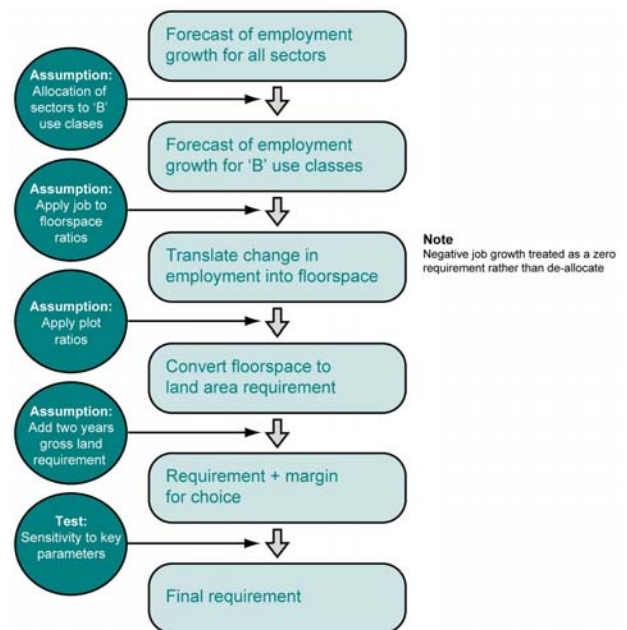 Forecast of employment
growth for all sectors
Assumption:
Allocation of
sectors to 'B'
use clases
Forecast of employment
growth for 'B' use classes
Assumption:
Apply job to
floorspace
ratios
Translate change in
employment into floorspace
Note
Negative job growth treated as a zero
requirement rather than de-allocate
Assumption:
Apply plot
ratios
Convert floorspace to
land area requirement
Assumption:
Add two years
gross land
requirement
Requirement + margin
for choice
Test:
Sensitivity to key
parameters
Final requirement